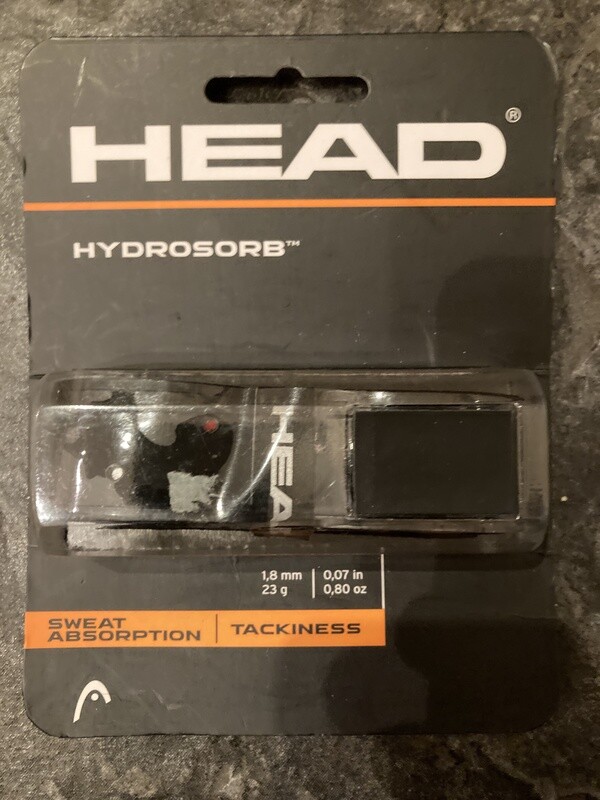 HEAD®
HYDROSORB™
HEA
1,8 mm | 0,07 in
23 g | 0,80 oz
SWEAT
ABSORPTION | TACKINESS